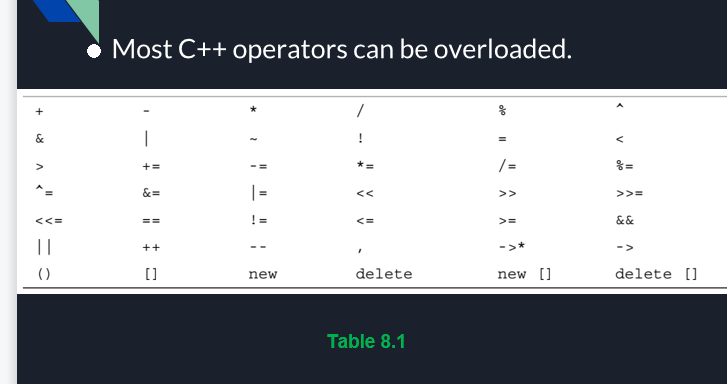 Most C++ operators can be overloaded.
+ - * / % ^
& | ~ ! = <
> += -= *= /= %=
^= &= |= << >> >>=
<<= == != <= >= &&
|| ++ -- , ->* ->
() [] new delete new [] delete []
Table 8.1